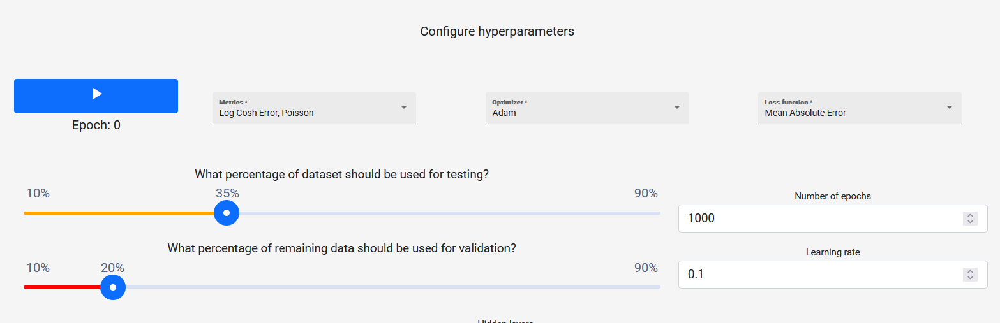 Configure hyperparameters
Epoch: 0
Metrics *
Log Cosh Error, Poisson
Optimizer *
Adam
Loss function *
Mean Absolute Error
What percentage of dataset should be used for testing?
10%
35%
90%
Number of epochs
1000
What percentage of remaining data should be used for validation?
10%
20%
90%
Learning rate
0.1
Hidden layers